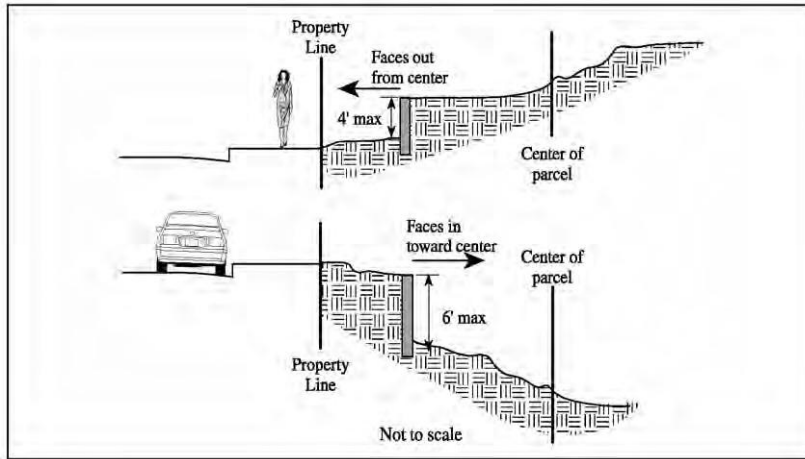 Property
Line
Faces out
from center
4' max
Center of
parcel
Faces in
toward center
Center of
parcel
6' max
Property
Line
Not to scale